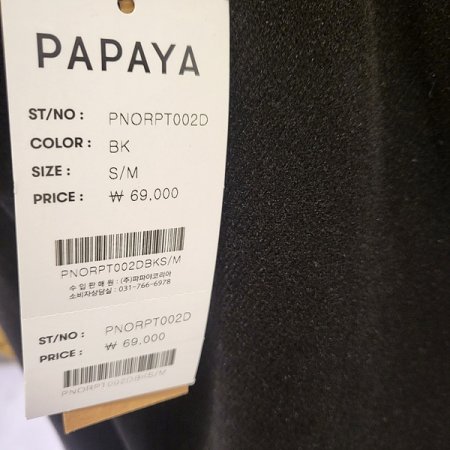 PAPAYA
ST/NO : PNORPT002D
COLOR : BK
SIZE : S/M
PRICE : ₩ 69,000
PNORPT002DBKS/M
수 입 판 매 원 : (주)파파야코리아
소비자상담실 : 031-766-6978
ST/NO : PNORPT002D
PRICE : ₩ 69,000
PNORPT002DBKS/M